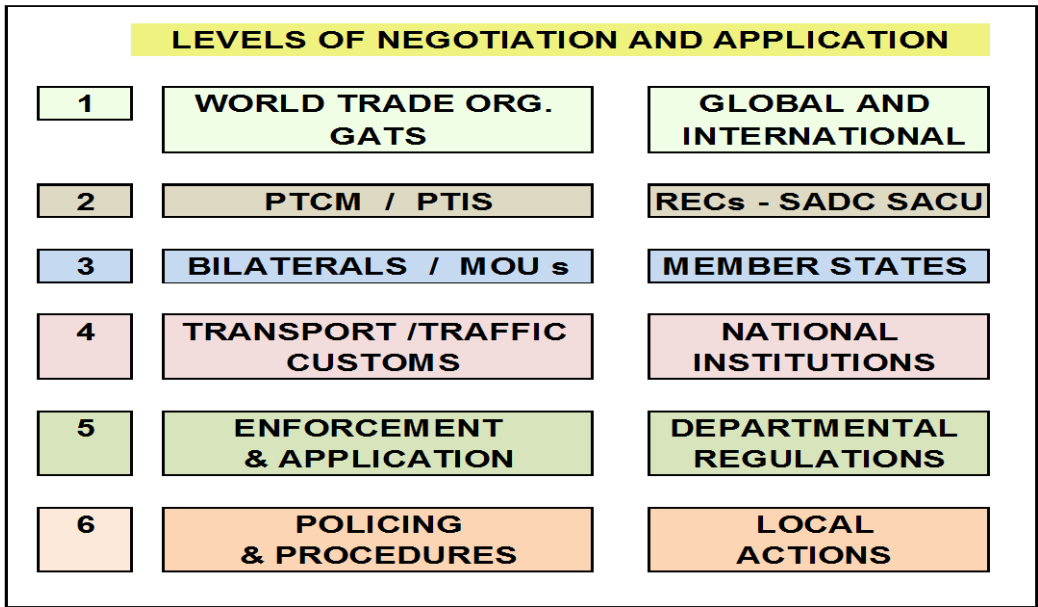 LEVELS OF NEGOTIATION AND APPLICATION
1
WORLD TRADE ORG.
GATS
GLOBAL AND
INTERNATIONAL
2
PTCM / PTIS
RECs - SADC SACU
3
BILATERALS / MOU s
MEMBER STATES
4
TRANSPORT /TRAFFIC
CUSTOMS
NATIONAL
INSTITUTIONS
5
ENFORCEMENT
& APPLICATION
DEPARTMENTAL
REGULATIONS
6
POLICING
& PROCEDURES
LOCAL
ACTIONS